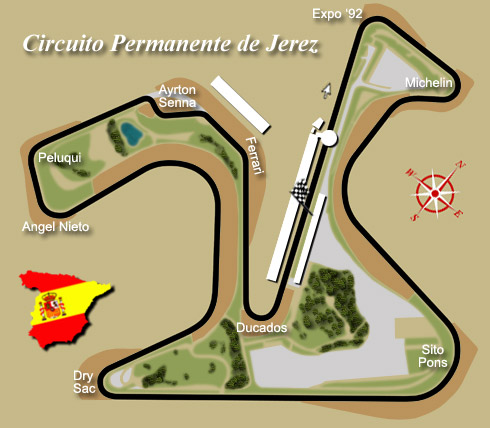 Expo '92
Circuito Permanente de Jerez
Michelin
Ayrton
Senna
Ferrari
Peluqui
N
W
E
S
Angel Nieto
Ducados
Sito
Pons
Dry
Sac